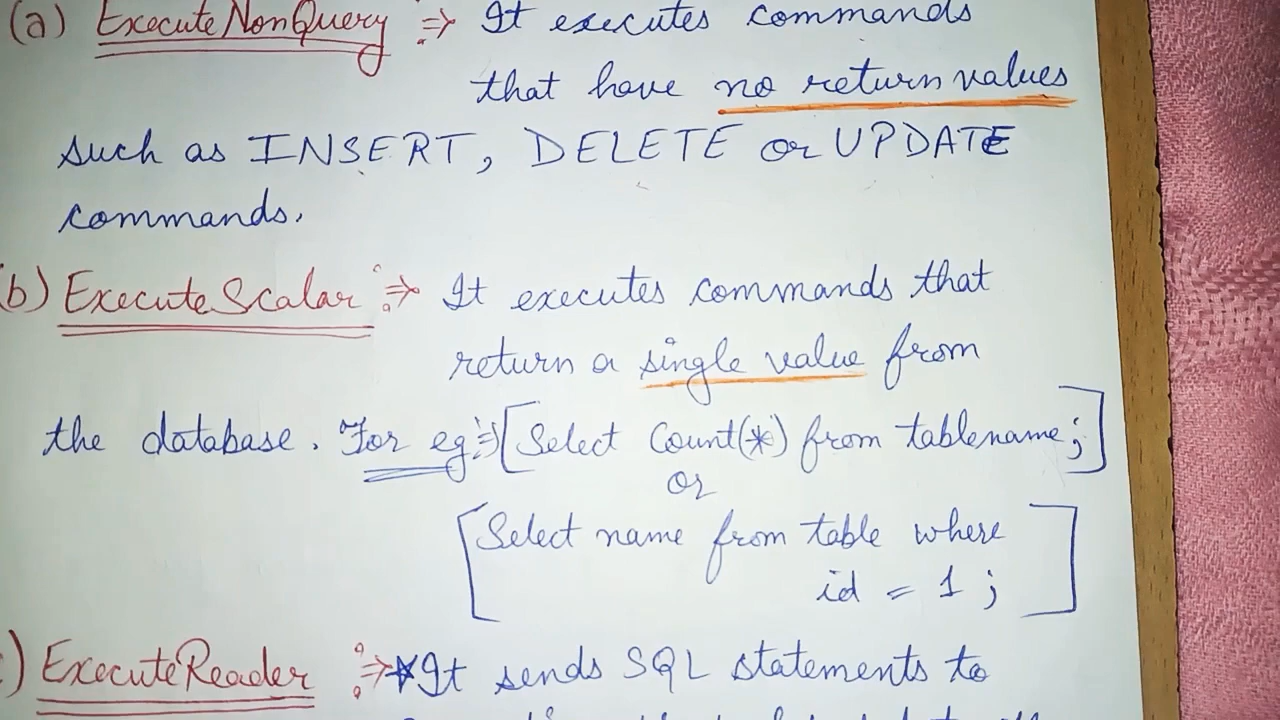 (a) ExecuteNonQuery :⇒ It executes commands
that have no return values
such as INSERT, DELETE or UPDATE
commands.
(b) ExecuteScalar :⇒ It executes commands that
return a single value from
the database. For eg:⇒ [Select Count(*) from tablename;]
or
[Select name from table where
id = 1 ;]
) ExecuteReader :⇒ *It sends SQL statements to